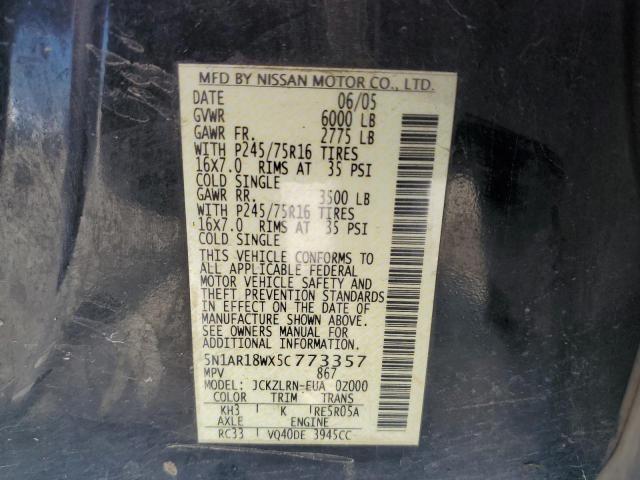 MFD BY NISSAN MOTOR CO., LTD.
DATE 06/05
GVWR 6000 LB
GAWR FR. 2775 LB
WITH P245/75R16 TIRES
16X7.0 RIMS AT 35 PSI
COLD SINGLE
GAWR RR. 3500 LB
WITH P245/75R16 TIRES
16X7.0 RIMS AT 35 PSI
COLD SINGLE
THIS VEHICLE CONFORMS TO
ALL APPLICABLE FEDERAL
MOTOR VEHICLE SAFETY AND
THEFT PREVENTION STANDARDS
IN EFFECT ON THE DATE OF
MANUFACTURE SHOWN ABOVE.
SEE OWNERS MANUAL FOR
ADDITIONAL INFORMATION.
5N1AR18WX5C773357
MPV 867
MODEL: JCKZLRN-EUA 0Z000
COLOR TRIM TRANS
KH3 K RE5R05A
AXLE ENGINE
RC33 VQ40DE 3945CC